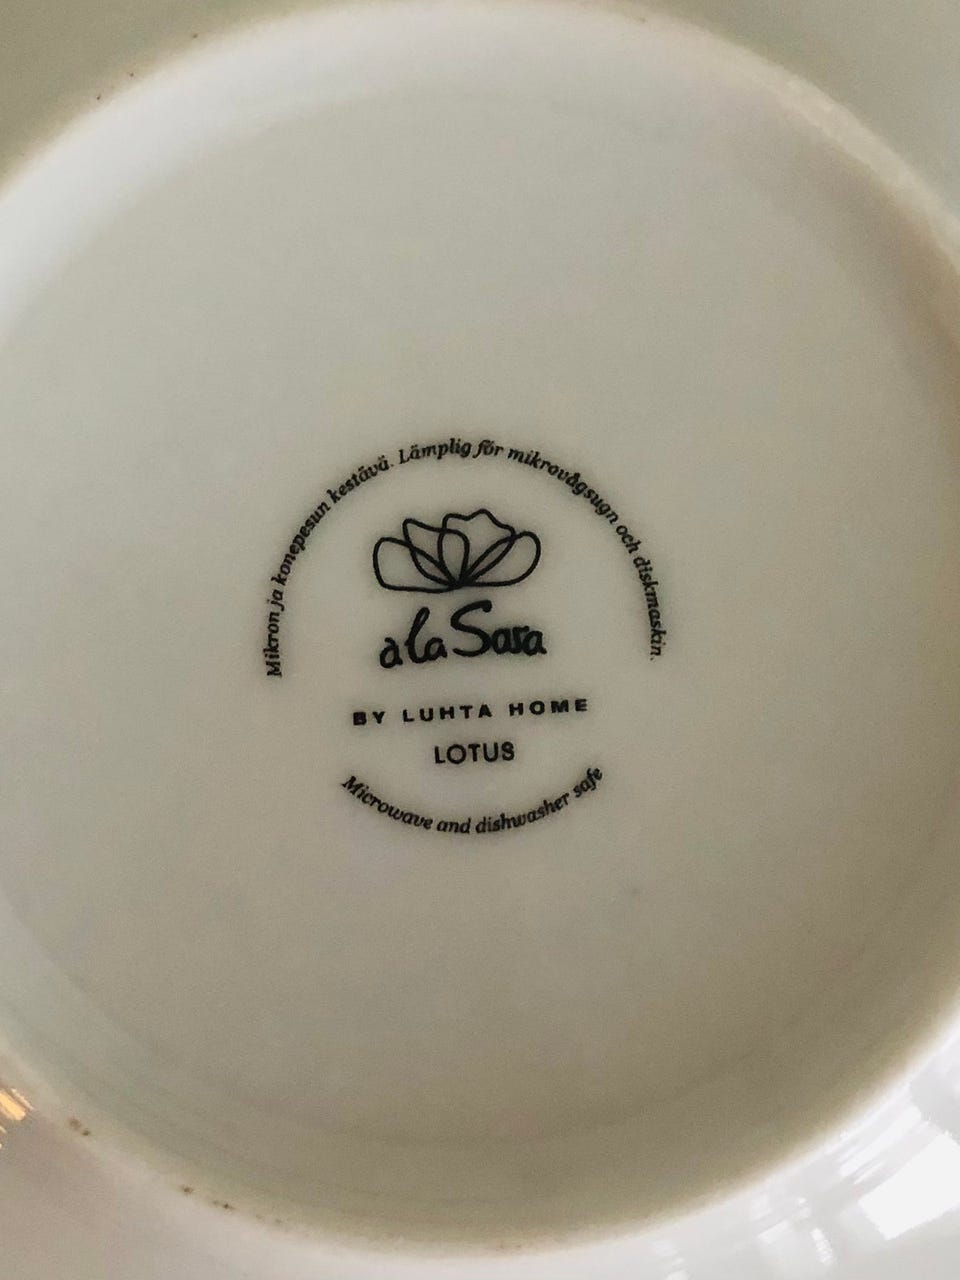 Mikron ja konepesun kestävä. Lämplig för mikrovågsugn och diskmaskin.
a la Sara
BY LUHTA HOME
LOTUS
Microwave and dishwasher safe